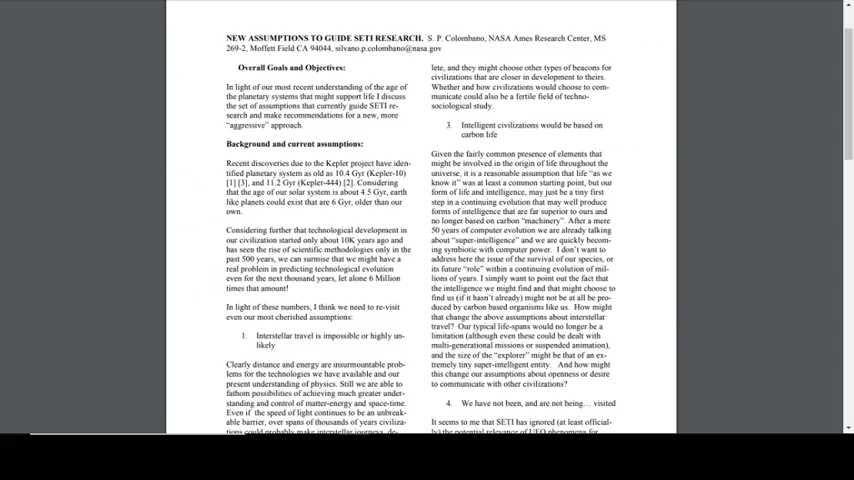 NEW ASSUMPTIONS TO GUIDE SETI RESEARCH. S. P. Colombano, NASA Ames Research Center, MS
269-2, Moffett Field CA 94044, silvano.p.colombano@nasa.gov
Overall Goals and Objectives:
In light of our most recent understanding of the age of
the planetary systems that might support life I discuss
the set of assumptions that currently guide SETI re-
search and make recommendations for a new, more
“aggressive” approach.
Background and current assumptions:
Recent discoveries due to the Kepler project have iden-
tified planetary system as old as 10.4 Gyr (Kepler-10)
[1] [3], and 11.2 Gyr (Kepler-444) [2]. Considering
that the age of our solar system is about 4.5 Gyr, earth
like planets could exist that are 6 Gyr, older than our
own.
Considering further that technological development in
our civilization started only about 10K years ago and
has seen the rise of scientific methodologies only in the
past 500 years, we can surmise that we might have a
real problem in predicting technological evolution
even for the next thousand years, let alone 6 Million
times that amount!
In light of these numbers, I think we need to re-visit
even our most cherished assumptions:
1. Interstellar travel is impossible or highly un-
likely
Clearly distance and energy are insurmountable prob-
lems for the technologies we have available and our
present understanding of physics. Still we are able to
fathom possibilities of achieving much greater under-
standing and control of matter-energy and space-time.
Even if the speed of light continues to be an unbreak-
able barrier, over spans of thousands of years civiliza-
tions could probably make interstellar journeys, de-
lete, and they might choose other types of beacons for
civilizations that are closer in development to theirs.
Whether and how civilizations would choose to com-
municate could also be a fertile field of techno-
sociological study.
3. Intelligent civilizations would be based on
carbon life
Given the fairly common presence of elements that
might be involved in the origin of life throughout the
universe, it is a reasonable assumption that life “as we
know it” was at least a common starting point, but our
form of life and intelligence, may just be a tiny first
step in a continuing evolution that may well produce
forms of intelligence that are far superior to ours and
no longer based on carbon “machinery”. After a mere
50 years of computer evolution we are already talking
about “super-intelligence” and we are quickly becom-
ing symbiotic with computer power. I don’t want to
address here the issue of the survival of our species, or
its future “role” within a continuing evolution of mil-
lions of years. I simply want to point out the fact that
the intelligence we might find and that might choose to
find us (if it hasn’t already) might not be at all be pro-
duced by carbon based organisms like us. How might
that change the above assumptions about interstellar
travel? Our typical life-spans would no longer be a
limitation (although even these could be dealt with
multi-generational missions or suspended animation),
and the size of the “explorer” might be that of an ex-
tremely tiny super-intelligent entity. And how might
this change our assumptions about openness or desire
to communicate with other civilizations?
4. We have not been, and are not being… visited
It seems to me that SETI has ignored (at least official-
ly) the potential relevance of UFO phenomena for